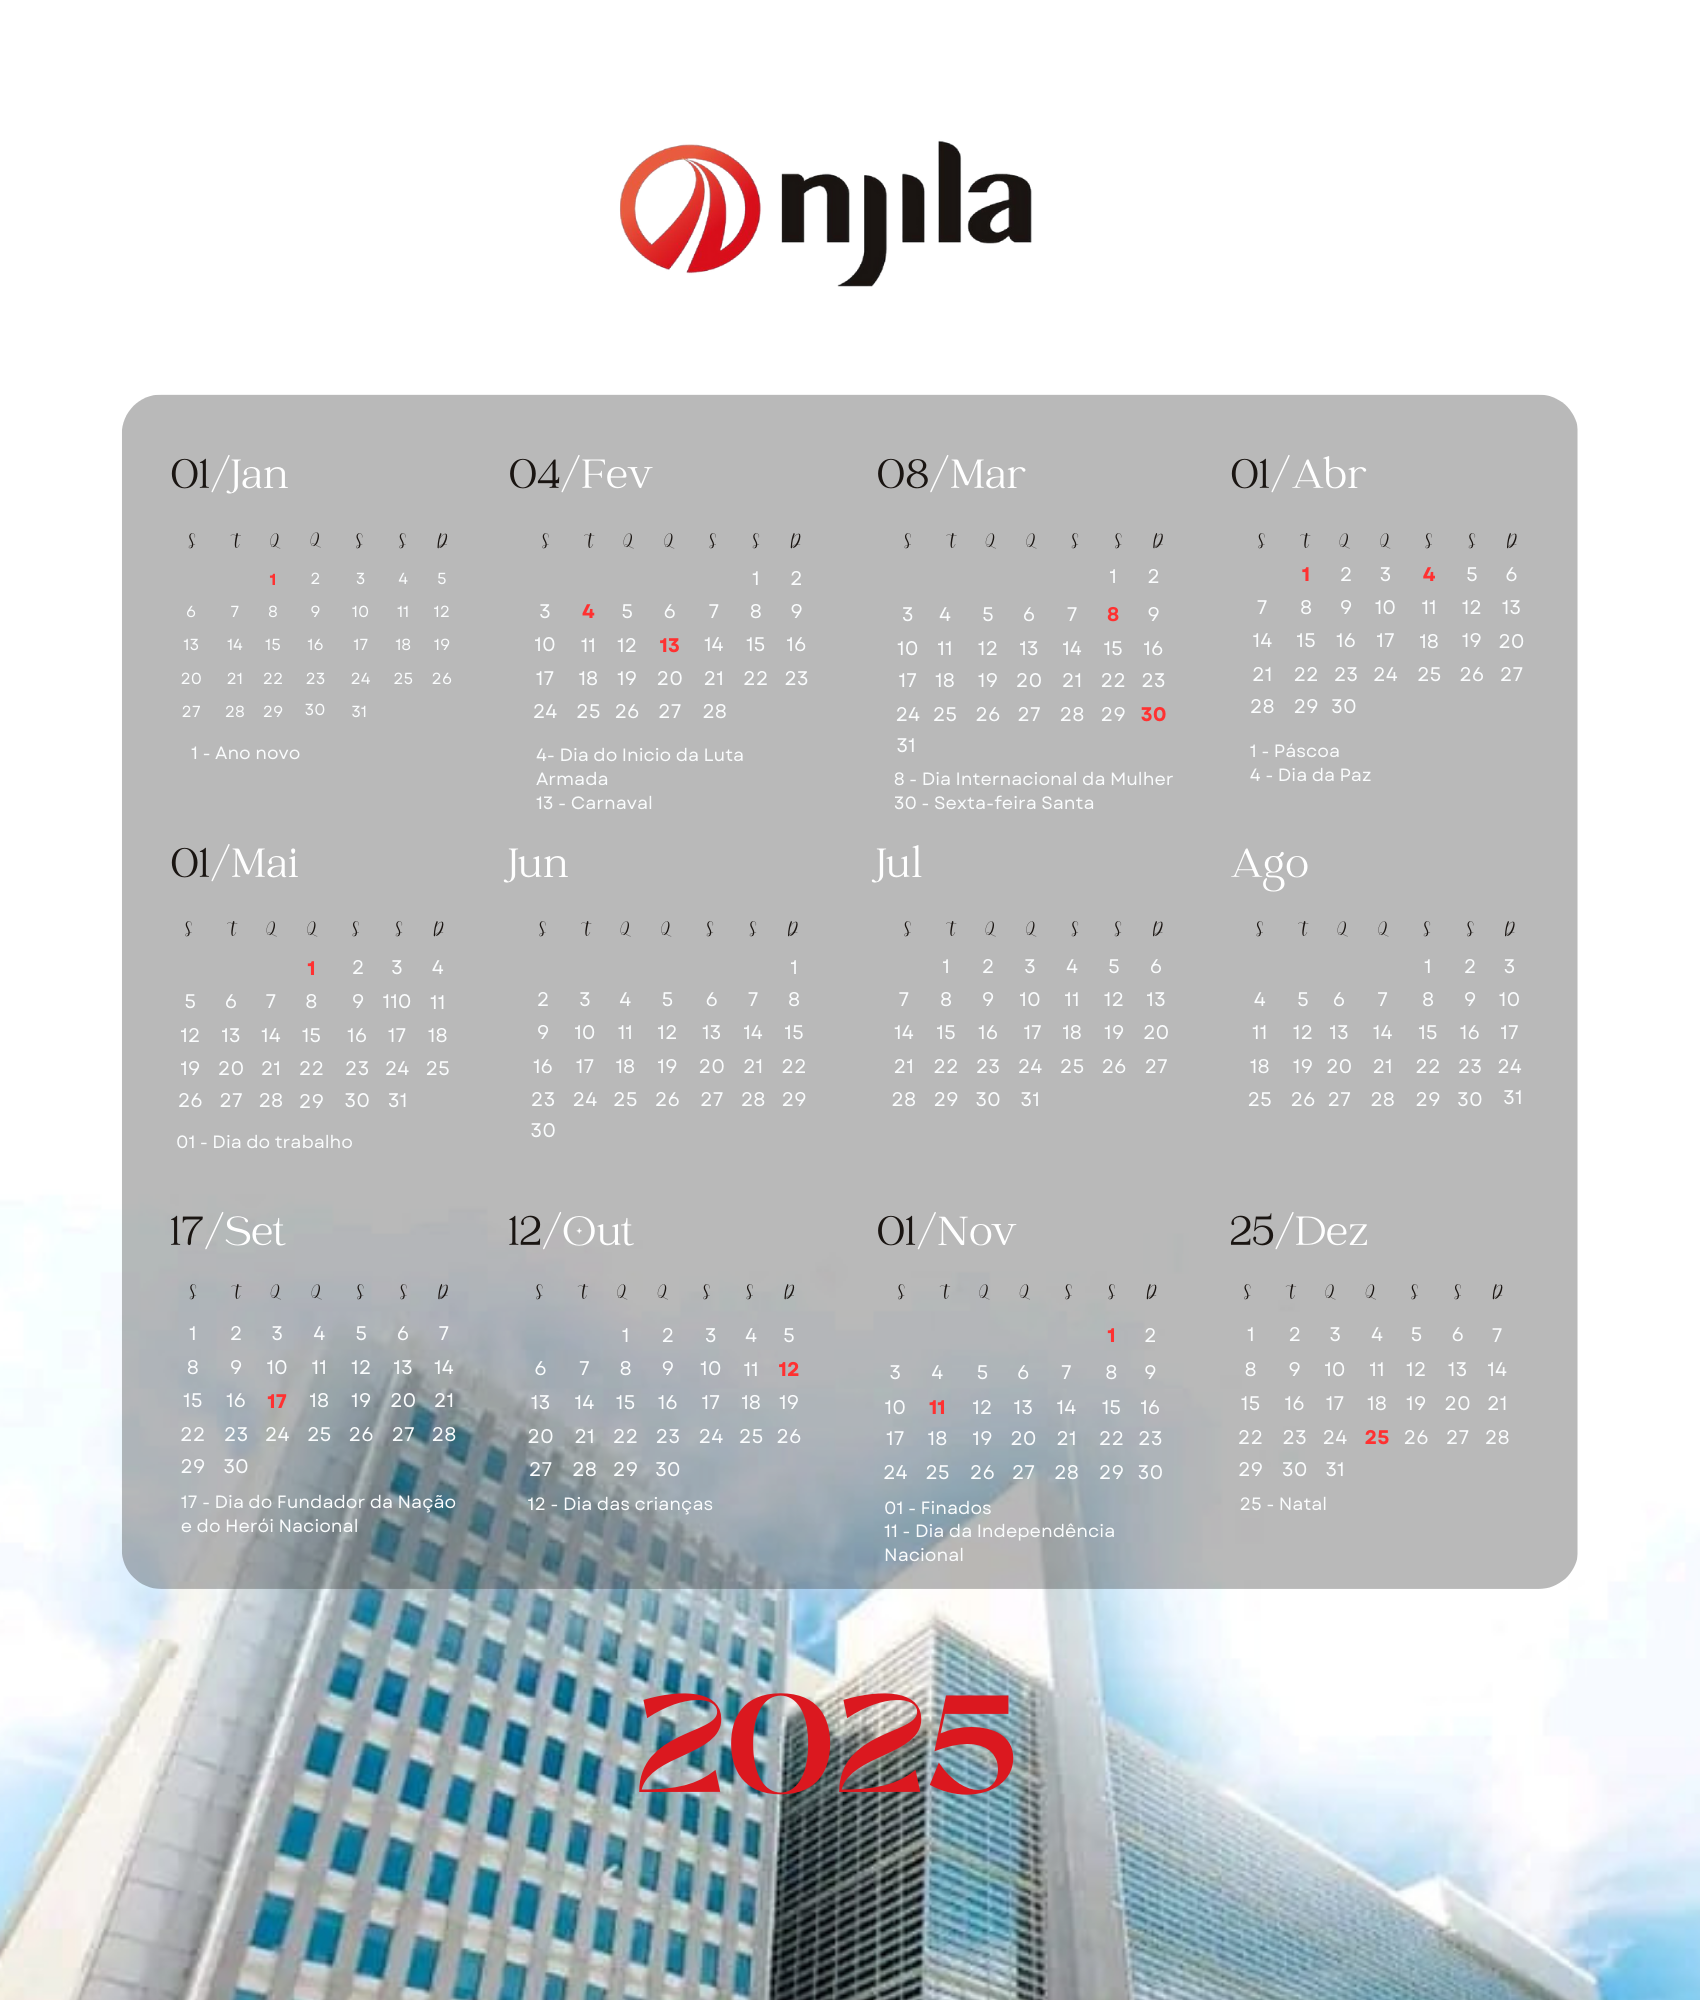 njila
01/Jan
S T Q Q S S D
1 2 3 4 5
6 7 8 9 10 11 12
13 14 15 16 17 18 19
20 21 22 23 24 25 26
27 28 29 30 31
1 - Ano novo
04/Fev
S T Q Q S S D
1 2
3 4 5 6 7 8 9
10 11 12 13 14 15 16
17 18 19 20 21 22 23
24 25 26 27 28
4- Dia do Inicio da Luta
Armada
13 - Carnaval
08/Mar
S T Q Q S S D
1 2
3 4 5 6 7 8 9
10 11 12 13 14 15 16
17 18 19 20 21 22 23
24 25 26 27 28 29 30
31
8 - Dia Internacional da Mulher
30 - Sexta-feira Santa
01/Abr
S T Q Q S S D
1 2 3 4 5 6
7 8 9 10 11 12 13
14 15 16 17 18 19 20
21 22 23 24 25 26 27
28 29 30
1 - Páscoa
4 - Dia da Paz
01/Mai
S T Q Q S S D
1 2 3 4
5 6 7 8 9 110 11
12 13 14 15 16 17 18
19 20 21 22 23 24 25
26 27 28 29 30 31
01 - Dia do trabalho
Jun
S T Q Q S S D
1
2 3 4 5 6 7 8
9 10 11 12 13 14 15
16 17 18 19 20 21 22
23 24 25 26 27 28 29
30
Jul
S T Q Q S S D
1 2 3 4 5 6
7 8 9 10 11 12 13
14 15 16 17 18 19 20
21 22 23 24 25 26 27
28 29 30 31
Ago
S T Q Q S S D
1 2 3
4 5 6 7 8 9 10
11 12 13 14 15 16 17
18 19 20 21 22 23 24
25 26 27 28 29 30 31
17/Set
S T Q Q S S D
1 2 3 4 5 6 7
8 9 10 11 12 13 14
15 16 17 18 19 20 21
22 23 24 25 26 27 28
29 30
17 - Dia do Fundador da Nação
e do Herói Nacional
12/Out
S T Q Q S S D
1 2 3 4 5
6 7 8 9 10 11 12
13 14 15 16 17 18 19
20 21 22 23 24 25 26
27 28 29 30
12 - Dia das crianças
01/Nov
S T Q Q S S D
1 2
3 4 5 6 7 8 9
10 11 12 13 14 15 16
17 18 19 20 21 22 23
24 25 26 27 28 29 30
01 - Finados
11 - Dia da Independência
Nacional
25/Dez
S T Q Q S S D
1 2 3 4 5 6 7
8 9 10 11 12 13 14
15 16 17 18 19 20 21
22 23 24 25 26 27 28
29 30 31
25 - Natal
2025